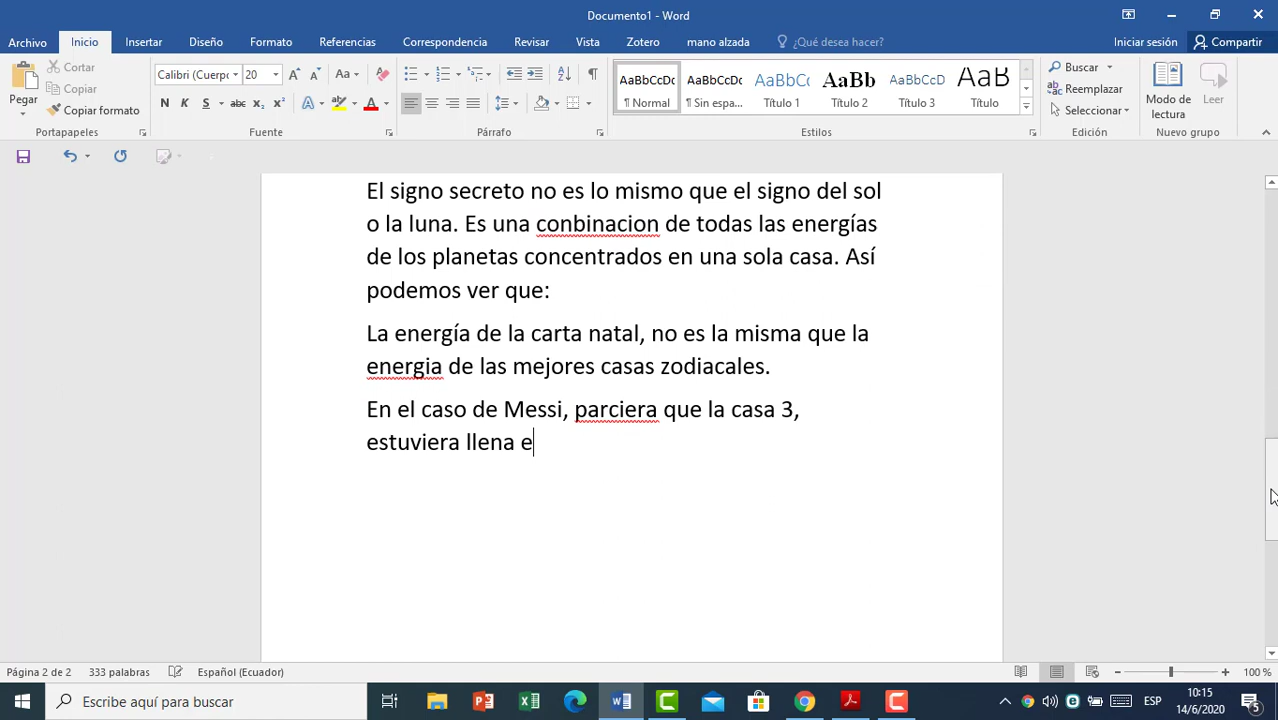 Documento1 - Word
Archivo Inicio Insertar Diseño Formato Referencias Correspondencia Revisar Vista Zotero mano alzada ¿Qué desea hacer? Iniciar sesión Compartir
Pegar Cortar Copiar Copiar formato
Calibri (Cuerpo 20 Aa
N K S abc x₂ x² A A
AaBbCcDc AaBbCcDc AaBbCcDc AaBb AaBbCcD AaB
¶ Normal ¶ Sin espa... Título 1 Título 2 Título 3 Título
Buscar Reemplazar Seleccionar
Modo de lectura Leer
Portapapeles Fuente Párrafo Estilos Edición Nuevo grupo
El signo secreto no es lo mismo que el signo del sol
o la luna. Es una conbinacion de todas las energías
de los planetas concentrados en una sola casa. Así
podemos ver que:
La energía de la carta natal, no es la misma que la
energia de las mejores casas zodiacales.
En el caso de Messi, parciera que la casa 3,
estuviera llena e
Página 2 de 2 333 palabras Español (Ecuador) 100 %
Escribe aquí para buscar ESP 10:15
14/6/2020 5